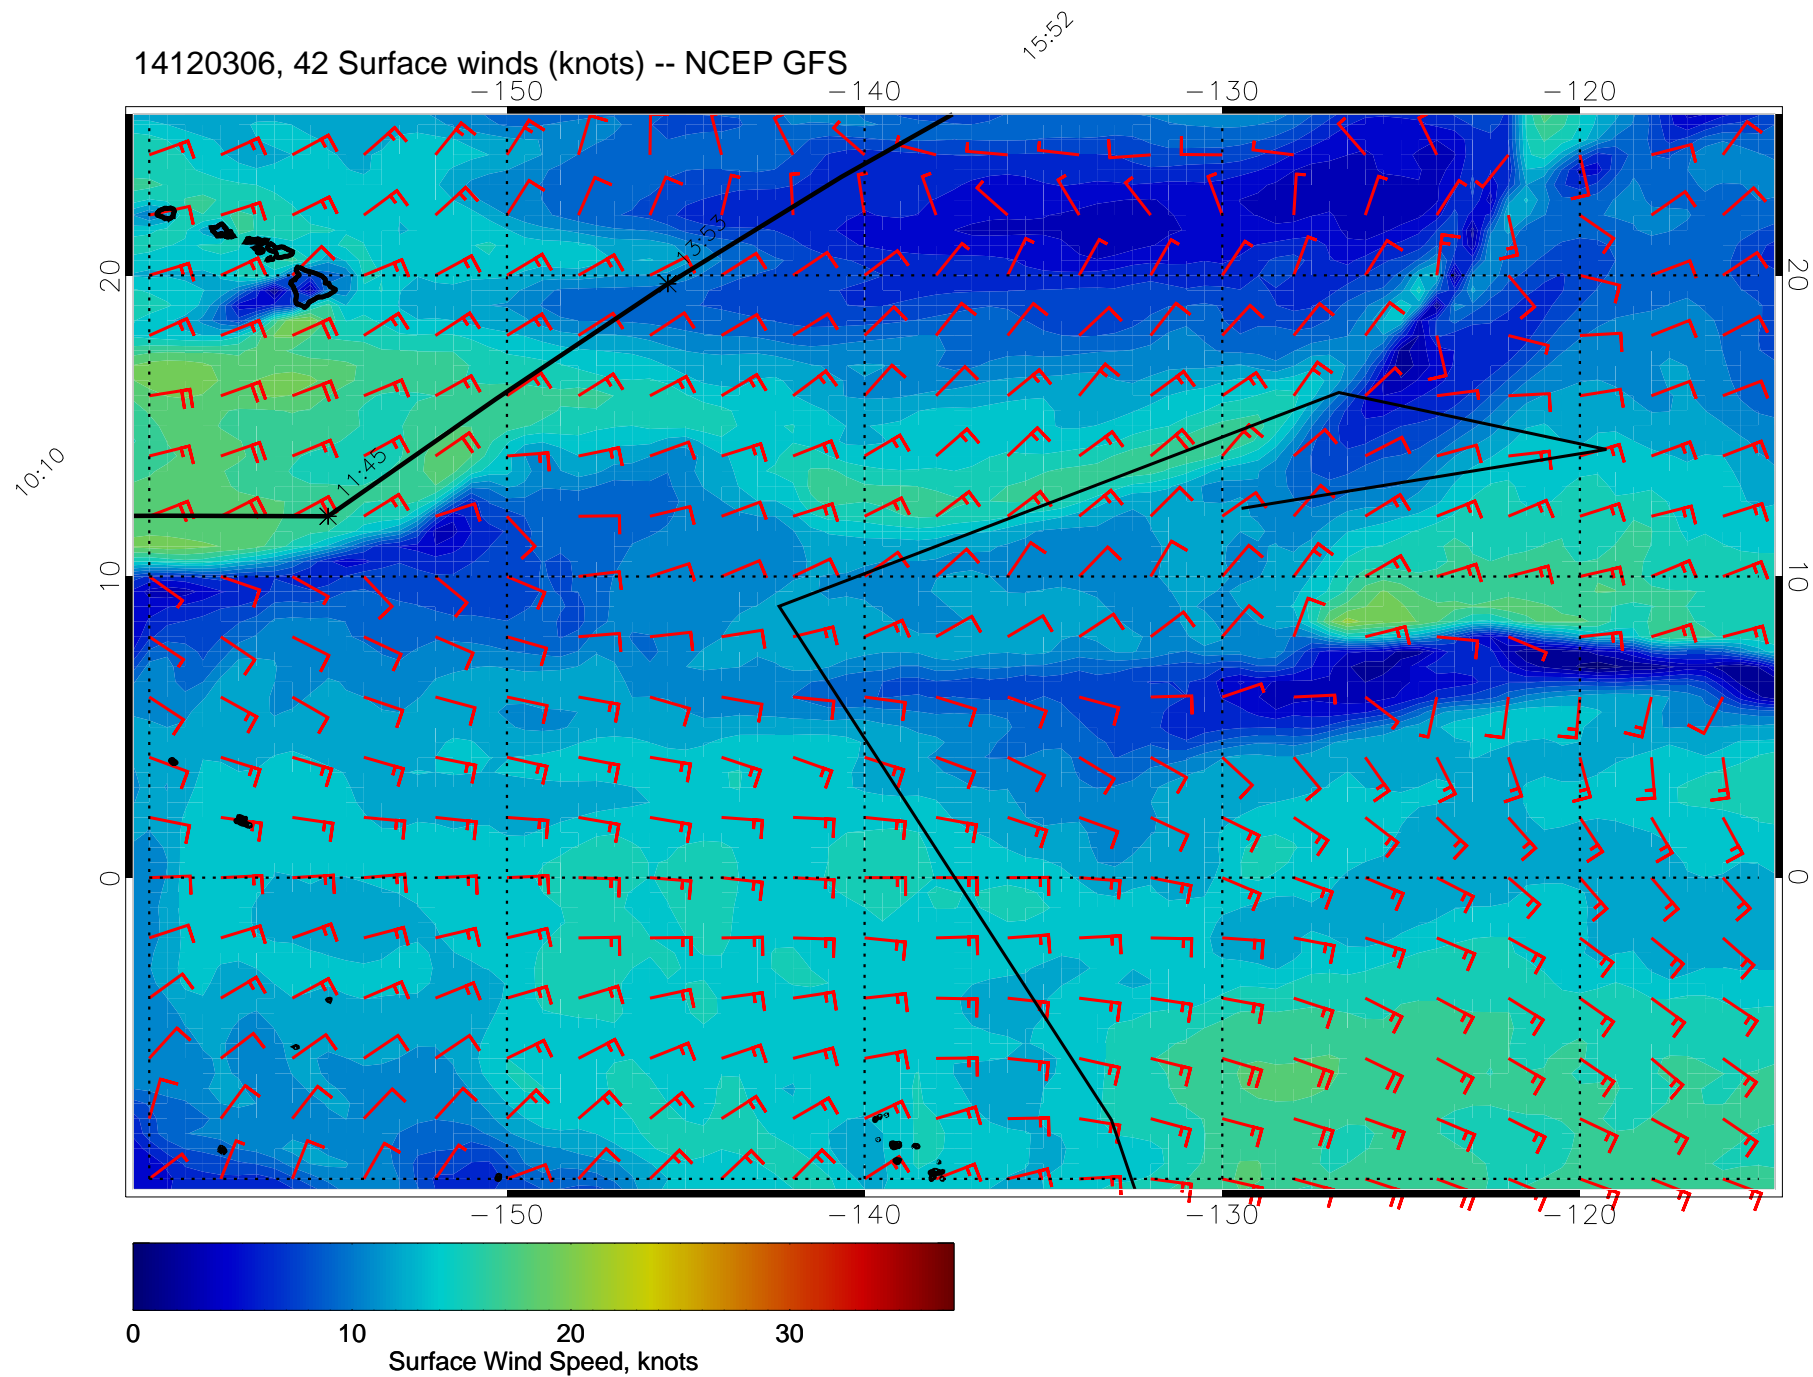 15:52
14120306, 42 Surface winds (knots) -- NCEP GFS
-150 -140 -130 -120
13:53
20 20
11:45
10:10
10 10
0 0
-150 -140 -130 -120
0 10 20 30
Surface Wind Speed, knots